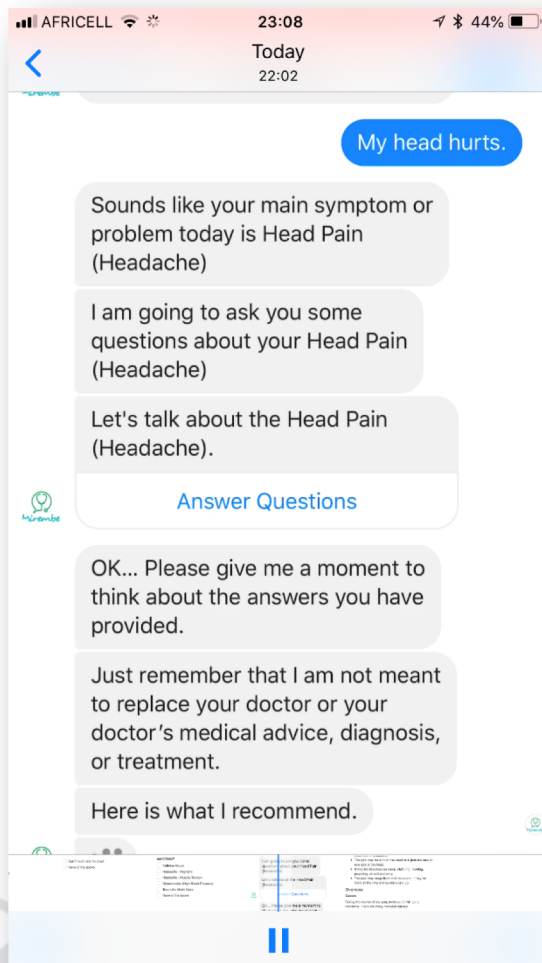 AFRICELL 23:08 44%
Today
22:02
Mirembe
My head hurts.
Sounds like your main symptom or
problem today is Head Pain
(Headache)
I am going to ask you some
questions about your Head Pain
(Headache)
Let's talk about the Head Pain
(Headache).
Answer Questions
Mirembe
OK... Please give me a moment to
think about the answers you have
provided.
Just remember that I am not meant
to replace your doctor or your
doctor's medical advice, diagnosis,
or treatment.
Here is what I recommend.